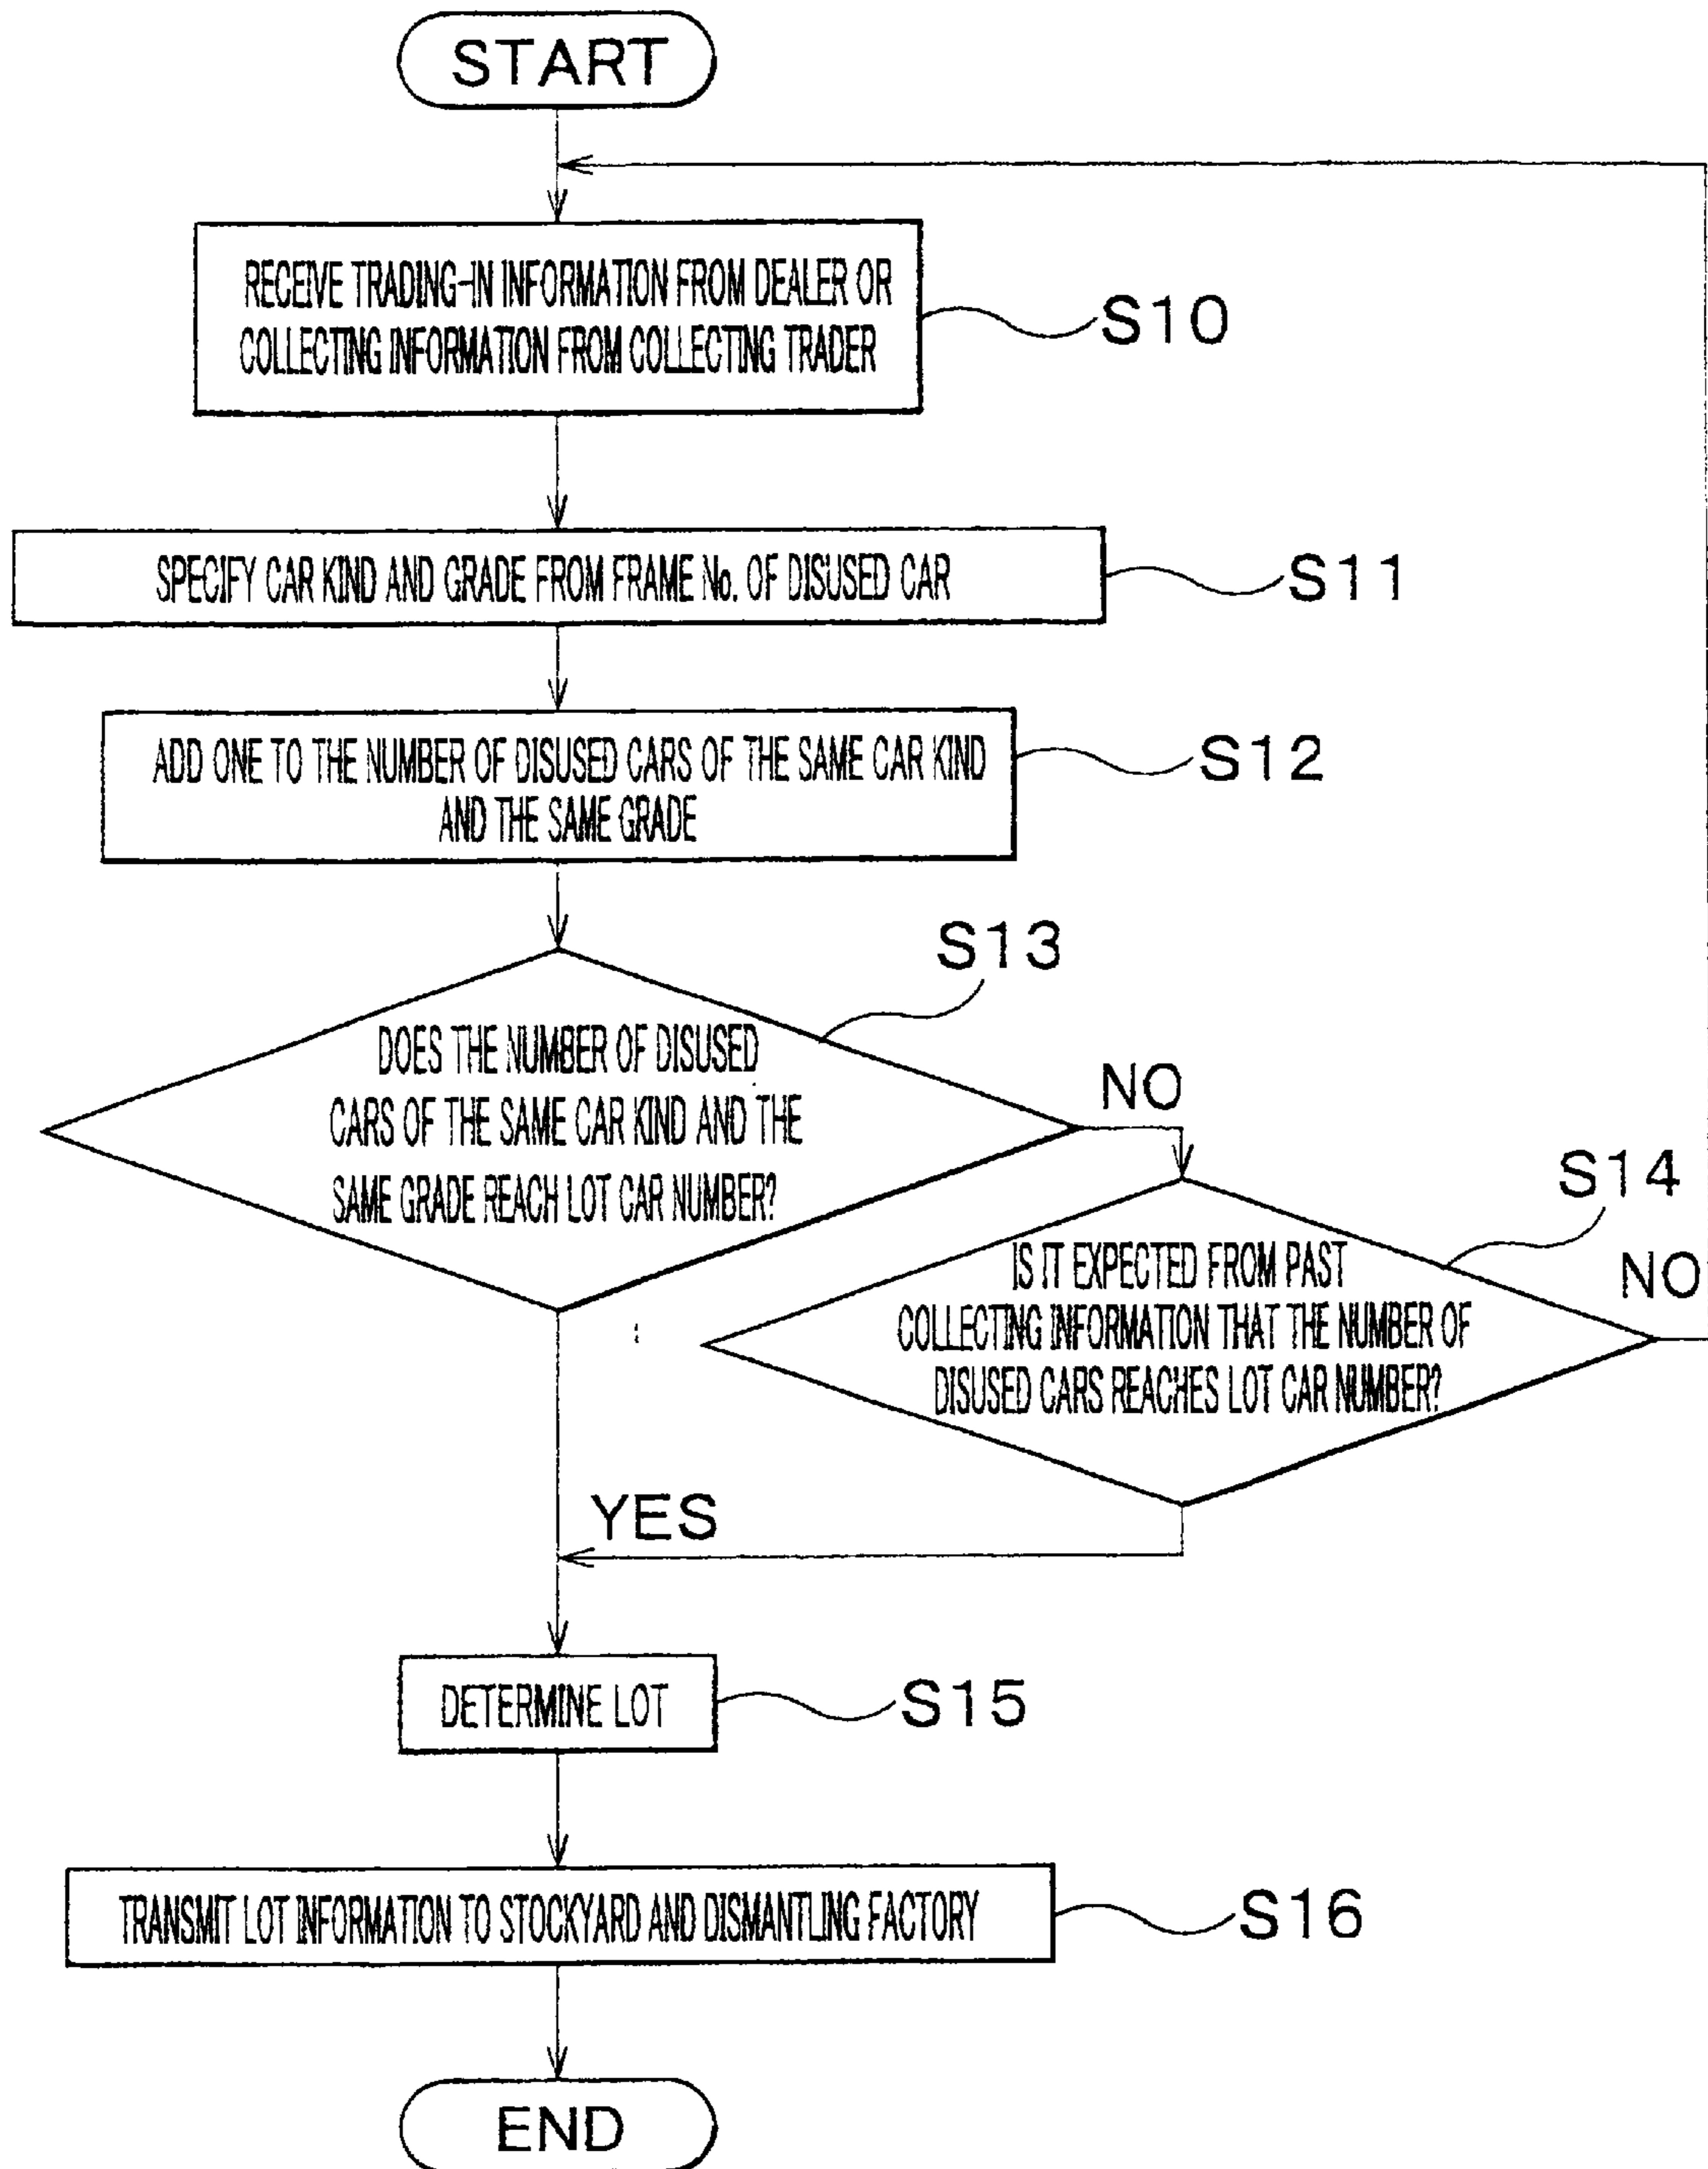 START
RECEIVE TRADING-IN INFORMATION FROM DEALER OR
COLLECTING INFORMATION FROM COLLECTING TRADER
S10
SPECIFY CAR KIND AND GRADE FROM FRAME No. OF DISUSED CAR
S11
ADD ONE TO THE NUMBER OF DISUSED CARS OF THE SAME CAR KIND
AND THE SAME GRADE
S12
S13
DOES THE NUMBER OF DISUSED
CARS OF THE SAME CAR KIND AND THE
SAME GRADE REACH LOT CAR NUMBER?
NO
S14
IS IT EXPECTED FROM PAST
COLLECTING INFORMATION THAT THE NUMBER OF
DISUSED CARS REACHES LOT CAR NUMBER?
NO
YES
DETERMINE LOT
S15
TRANSMIT LOT INFORMATION TO STOCKYARD AND DISMANTLING FACTORY
S16
END